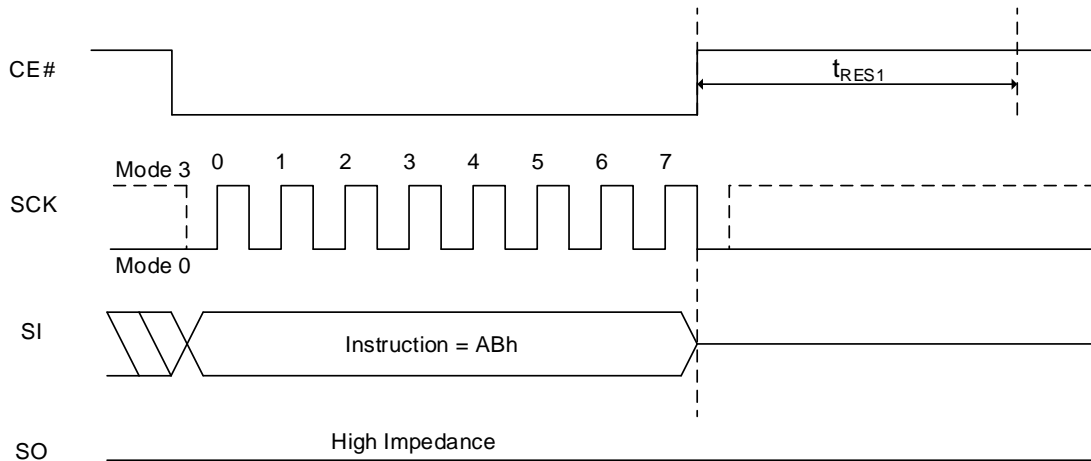 CE#
tRES1
Mode 3
0 1 2 3 4 5 6 7
SCK
Mode 0
SI
Instruction = ABh
High Impedance
SO